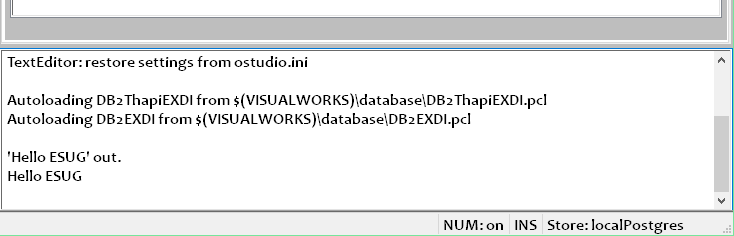 TextEditor: restore settings from ostudio.ini
Autoloading DB2ThapiEXDI from $(VISUALWORKS)\database\DB2ThapiEXDI.pcl
Autoloading DB2EXDI from $(VISUALWORKS)\database\DB2EXDI.pcl
'Hello ESUG' out.
Hello ESUG
NUM: on INS Store: localPostgres